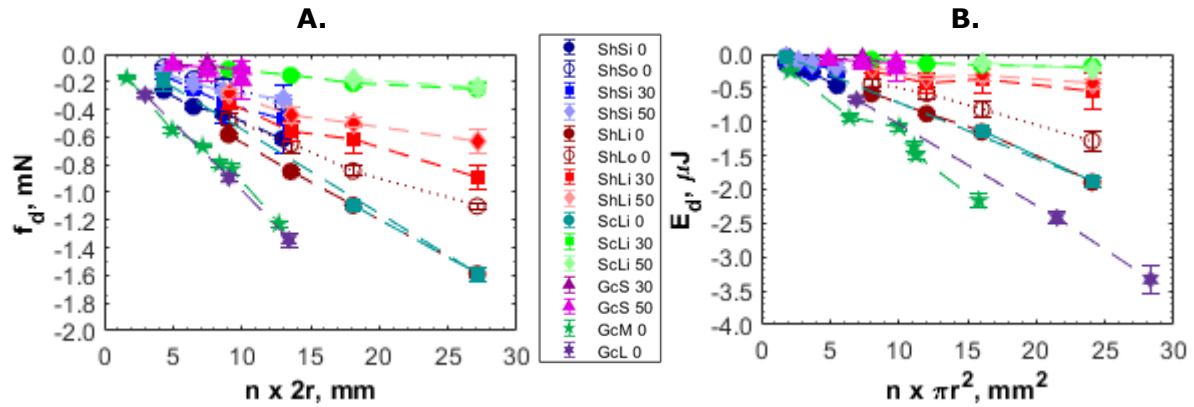 A.
0.0
-0.2
-0.4
-0.6
-0.8
-1.0
-1.2
-1.4
-1.6
-1.8
-2.0
f_d, mN
0
5
10
15
20
25
30
n x 2r, mm
ShSi 0
ShSo 0
ShSi 30
ShSi 50
ShLi 0
ShLo 0
ShLi 30
ShLi 50
ScLi 0
ScLi 30
ScLi 50
GcS 30
GcS 50
GcM 0
GcL 0
B.
0.0
-0.5
-1.0
-1.5
-2.0
-2.5
-3.0
-3.5
-4.0
E_d, μJ
0
5
10
15
20
25
30
n x πr², mm²